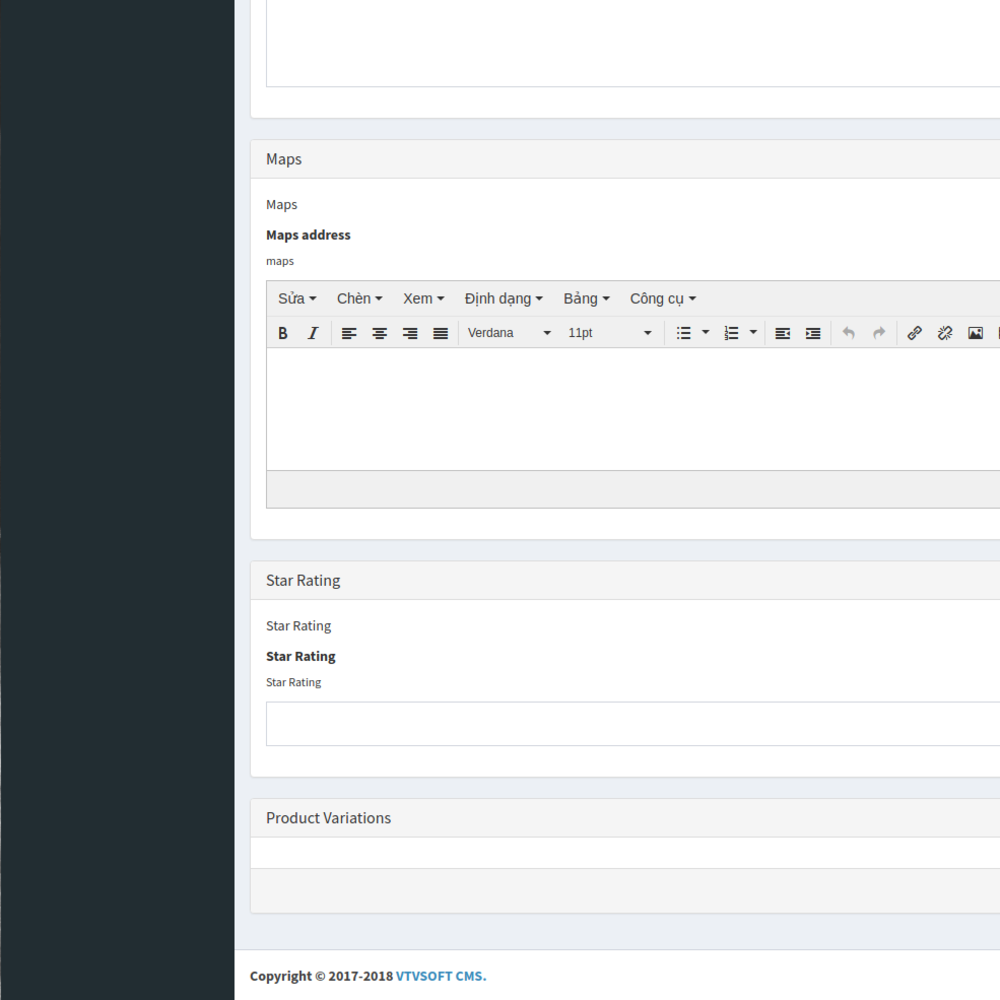 Maps
Maps
Maps address
maps
Sửa Chèn Xem Định dạng Bảng Công cụ
B I Verdana 11pt
Star Rating
Star Rating
Star Rating
Star Rating
Product Variations
Copyright © 2017-2018 VTVSOFT CMS.